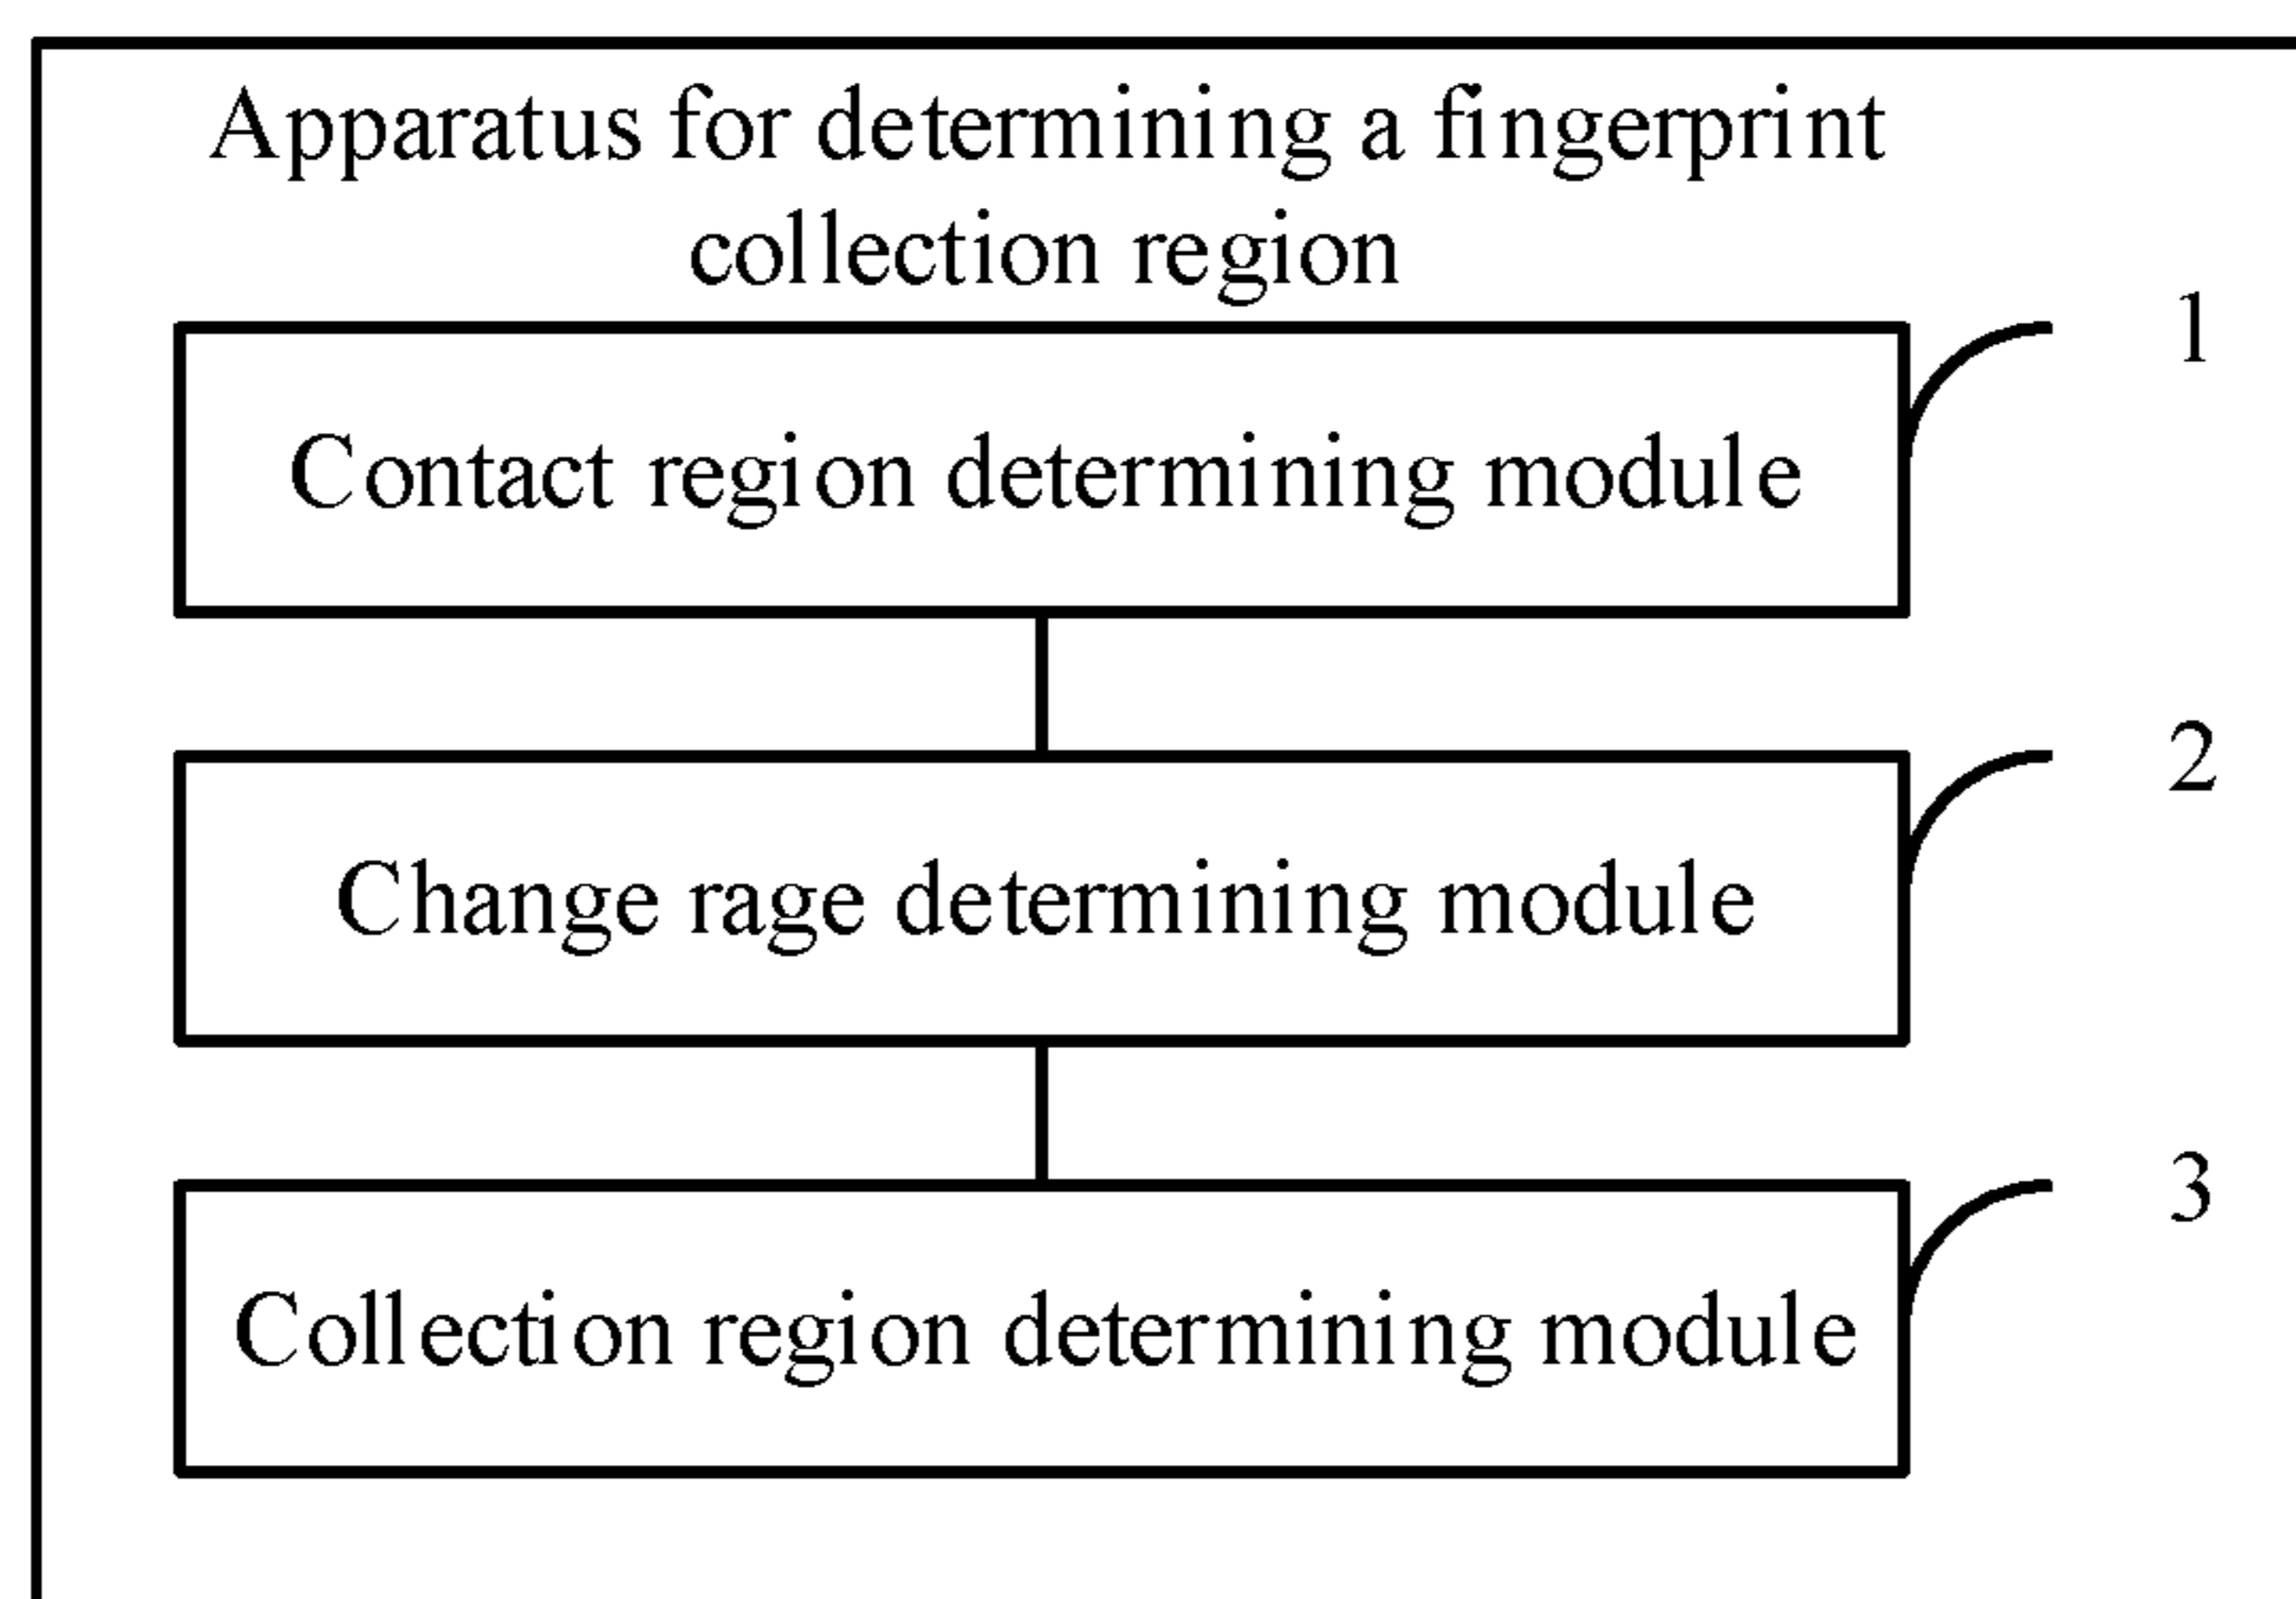 Apparatus for determining a fingerprint
collection region
1
Contact region determining module
2
Change rage determining module
3
Collection region determining module